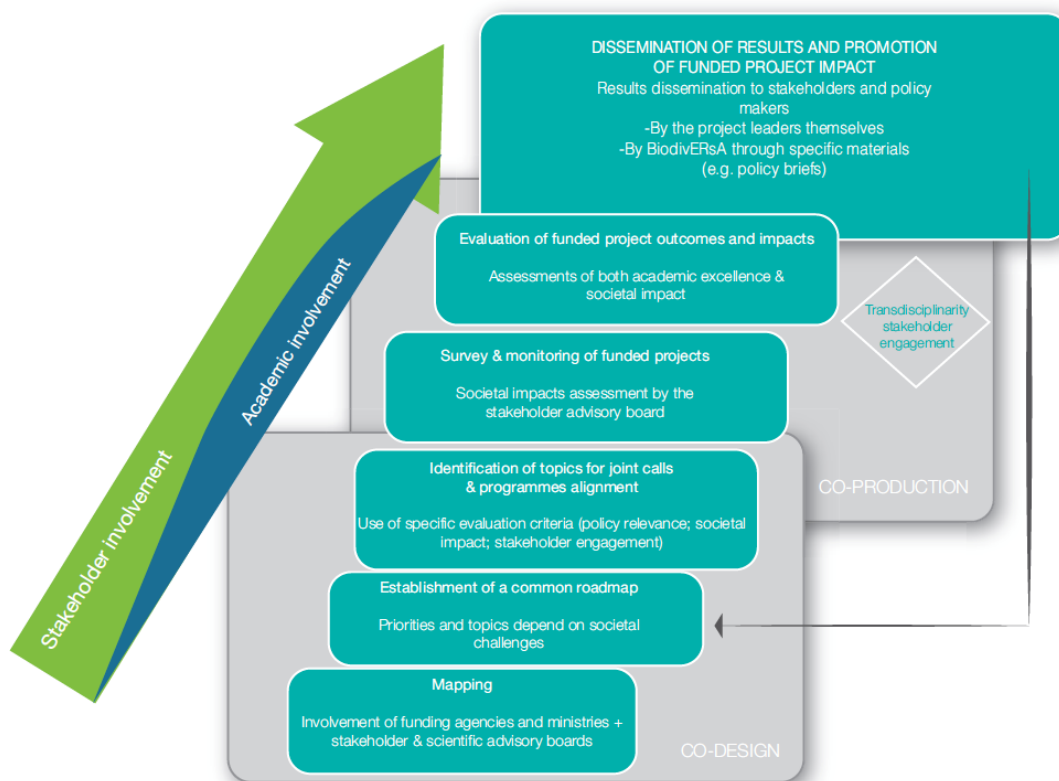 DISSEMINATION OF RESULTS AND PROMOTION
OF FUNDED PROJECT IMPACT
Results dissemination to stakeholders and policy
makers
-By the project leaders themselves
-By BiodivERsA through specific materials
(e.g. policy briefs)
Evaluation of funded project outcomes and impacts
Assessments of both academic excellence &
societal impact
Transdisciplinarity
stakeholder
engagement
Survey & monitoring of funded projects
Societal impacts assessment by the
stakeholder advisory board
CO-PRODUCTION
Identification of topics for joint calls
& programmes alignment
Use of specific evaluation criteria (policy relevance; societal
impact; stakeholder engagement)
Establishment of a common roadmap
Priorities and topics depend on societal
challenges
Mapping
Involvement of funding agencies and ministries +
stakeholder & scientific advisory boards
CO-DESIGN
Stakeholder involvement
Academic involvement